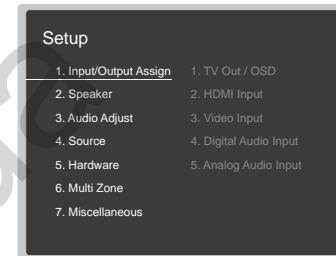 Setup
1. Input/Output Assign
2. Speaker
3. Audio Adjust
4. Source
5. Hardware
6. Multi Zone
7. Miscellaneous
1. TV Out / OSD
2. HDMI Input
3. Video Input
4. Digital Audio Input
5. Analog Audio Input